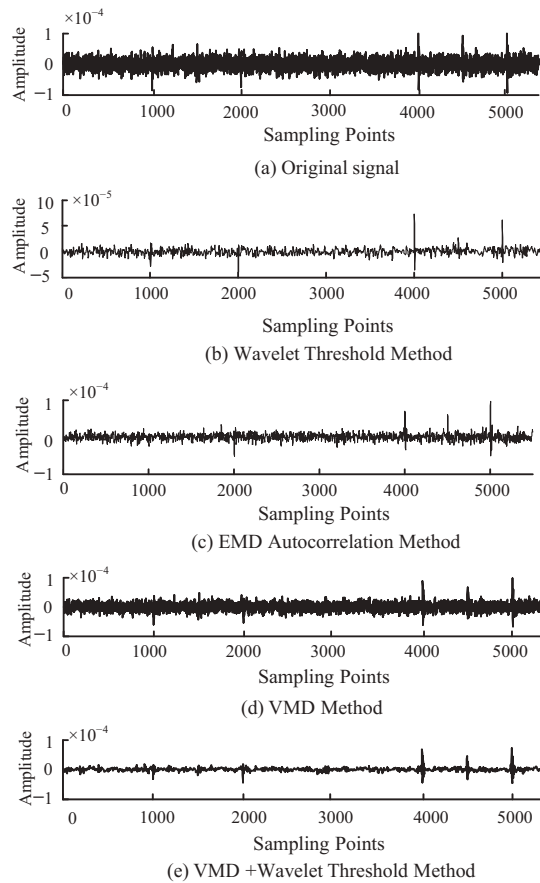 ×10⁻⁴
Amplitude
1
0
−1
0 1000 2000 3000 4000 5000
Sampling Points
(a) Original signal
×10⁻⁵
Amplitude
10
5
0
−5
0 1000 2000 3000 4000 5000
Sampling Points
(b) Wavelet Threshold Method
×10⁻⁴
Amplitude
1
0
−1
0 1000 2000 3000 4000 5000
Sampling Points
(c) EMD Autocorrelation Method
×10⁻⁴
Amplitude
1
0
−1
0 1000 2000 3000 4000 5000
Sampling Points
(d) VMD Method
×10⁻⁴
Amplitude
1
0
−1
0 1000 2000 3000 4000 5000
Sampling Points
(e) VMD +Wavelet Threshold Method